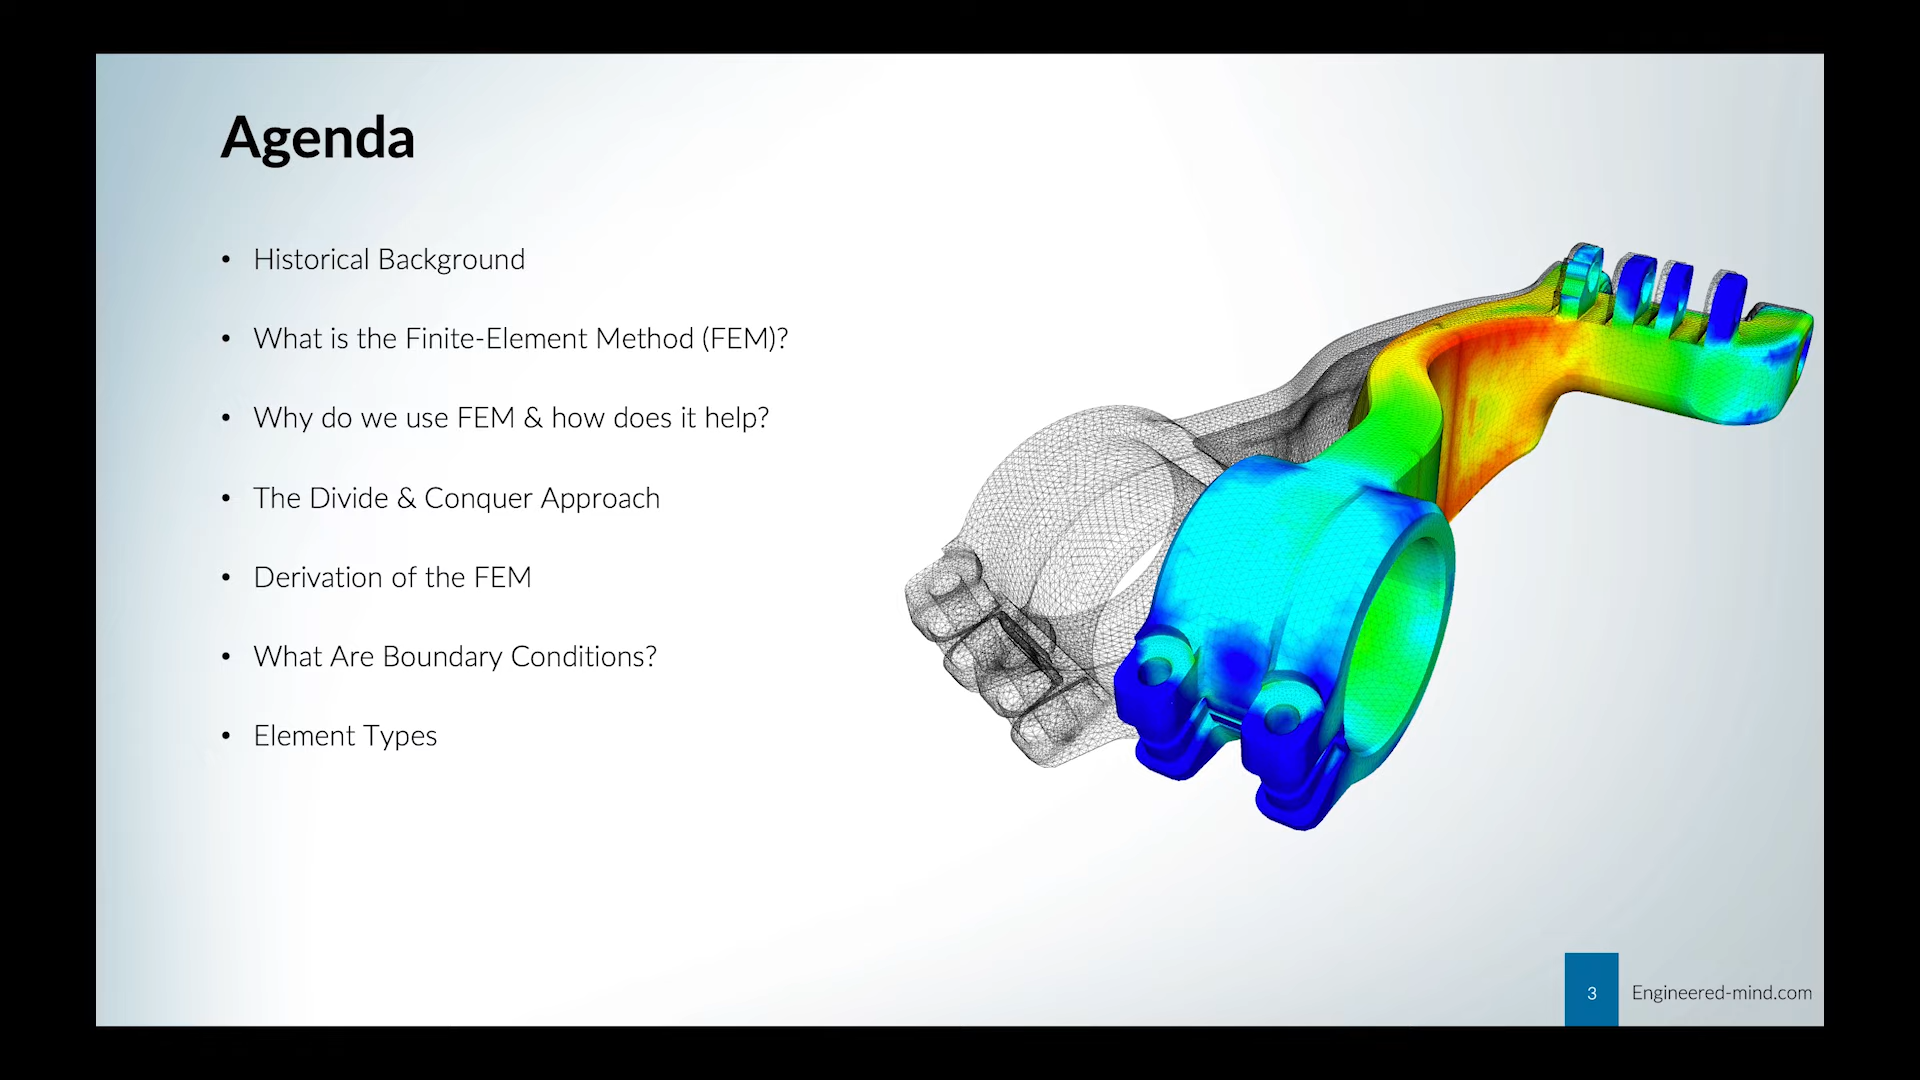 Agenda
• Historical Background
• What is the Finite-Element Method (FEM)?
• Why do we use FEM & how does it help?
• The Divide & Conquer Approach
• Derivation of the FEM
• What Are Boundary Conditions?
• Element Types
3 Engineered-mind.com